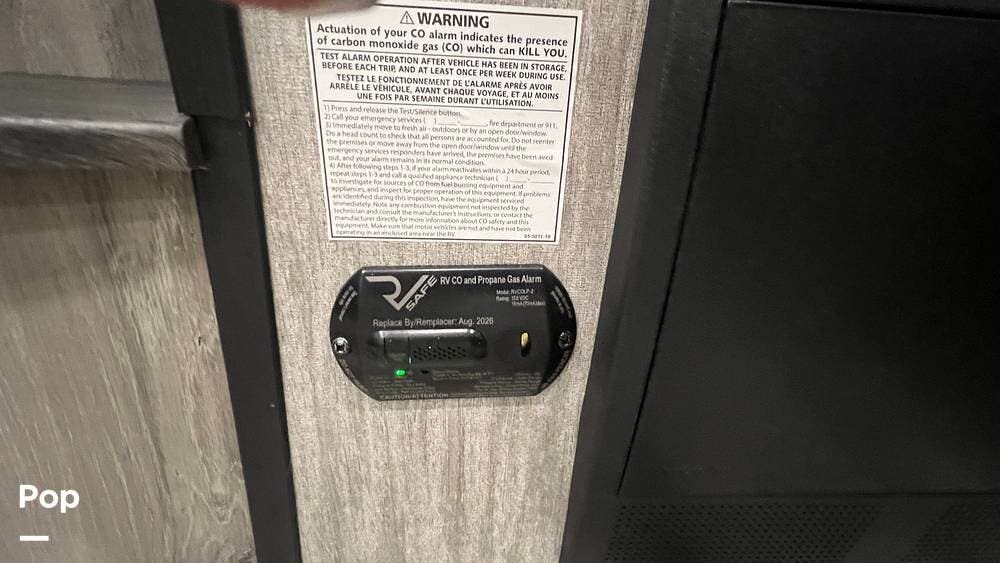 ⚠ WARNING
Actuation of your CO alarm indicates the presence
of carbon monoxide gas (CO) which can KILL YOU.
TEST ALARM OPERATION AFTER VEHICLE HAS BEEN IN STORAGE,
BEFORE EACH TRIP, AND AT LEAST ONCE PER WEEK DURING USE.
TESTEZ LE FONCTIONNEMENT DE L'ALARME APRÈS AVOIR
ARRÊLÉ LE VÉHICULE, AVANT CHAQUE VOYAGE, ET AU MOINS
UNE FOIS PAR SEMAINE DURANT L'UTILISATION.
1) Press and release the Test/Silence button.
2) Call your emergency services ( ) _____-_______, fire department or 911.
3) Immediately move to fresh air - outdoors or by an open door/window.
Do a head count to check that all persons are accounted for. Do not reenter
the premises or move away from the open door/window until the
emergency services responders have arrived, the premises have been aired
out, and your alarm remains in its normal condition.
4) After following steps 1-3, if your alarm reactivates within a 24 hour period,
repeat steps 1-3 and call a qualified appliance technician ( ) _____-_____
to investigate for sources of CO from fuel burning equipment and
appliances, and inspect for proper operation of this equipment. If problems
are identified during this inspection, have the equipment serviced
immediately. Note any combustion equipment not inspected by the
technician and consult the manufacturer's instructions, or contact the
manufacturer directly for more information about CO safety and this
equipment. Make sure that motor vehicles are not and have not been
operating in an enclosed area near the RV.
RV SAFE
RV CO and Propane Gas Alarm
Model: RVCOLP-2
Rating: 13.8 VDC
Replace By/Remplacer: Aug. 2026
CAUTION/ATTENTION
Pop